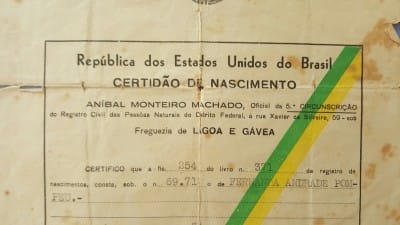 República dos Estados Unidos do Brasil
CERTIDÃO DE NASCIMENTO
ANÍBAL MONTEIRO MACHADO, Oficial da 5.ª CIRCUNSCRIÇÃO
do Registro Civil das Pessôas Naturais do Distrito Federal, à rua Xavier da Silveira, 59-sob
Freguezia de LAGOA E GÁVEA
CERTIFICO que a fls. 254 do livro n. 371 de registro de
nascimentos, consta, sob o n. 69.71 o de FERNANDA ANDRADE POM-
PEU.-